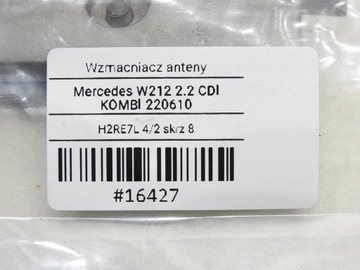 Wzmacniacz anteny
Mercedes W212 2.2 CDI
KOMBI 220610
H2RE7L 4/2 skrz 8
#16427